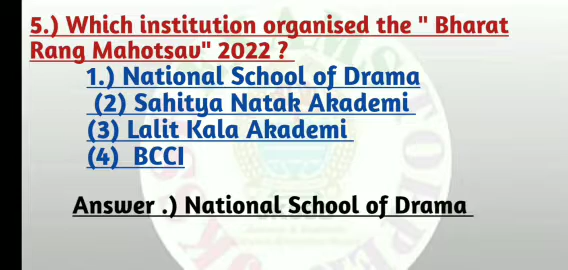 5.) Which institution organised the " Bharat
Rang Mahotsav" 2022 ?
1.) National School of Drama
(2) Sahitya Natak Akademi
(3) Lalit Kala Akademi
(4) BCCI
Answer .) National School of Drama